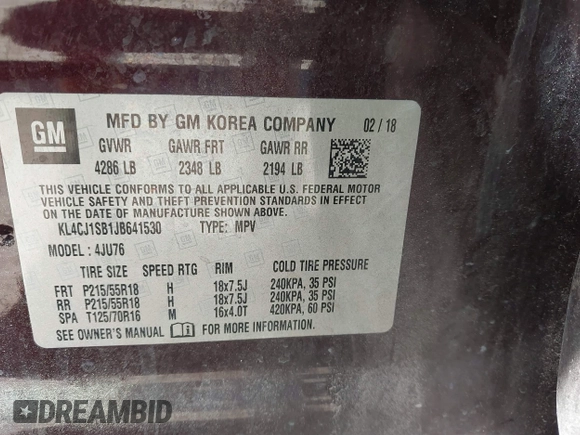 GM
MFD BY GM KOREA COMPANY 02 / 18
GVWR GAWR FRT GAWR RR
4286 LB 2348 LB 2194 LB
THIS VEHICLE CONFORMS TO ALL APPLICABLE U.S. FEDERAL MOTOR
VEHICLE SAFETY AND THEFT PREVENTION STANDARDS IN EFFECT
ON THE DATE OF MANUFACTURE SHOWN ABOVE.
KL4CJ1SB1JB641530 TYPE: MPV
MODEL : 4JU76
TIRE SIZE SPEED RTG RIM COLD TIRE PRESSURE
FRT P215/55R18 H 18x7.5J 240KPA, 35 PSI
RR P215/55R18 H 18x7.5J 240KPA, 35 PSI
SPA T125/70R16 M 16x4.0T 420KPA, 60 PSI
SEE OWNER'S MANUAL FOR MORE INFORMATION
DREAMBID